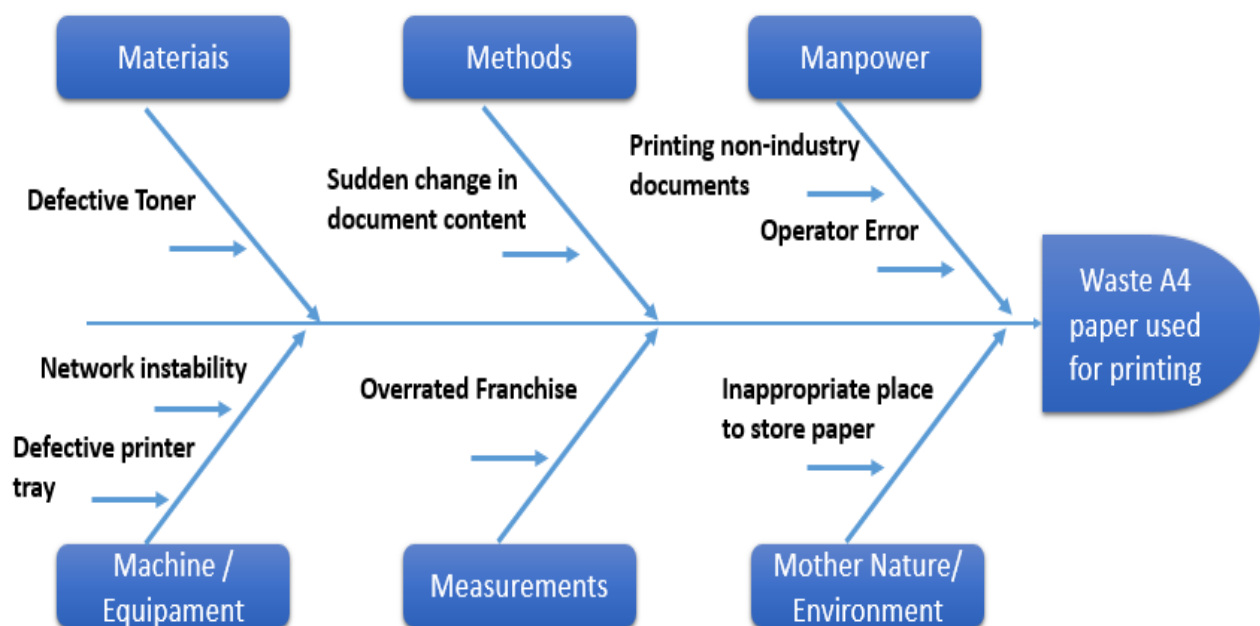 Materiais
Methods
Manpower
Printing non-industry
documents
Sudden change in
document content
Defective Toner
Operator Error
Waste A4
paper used
for printing
Network instability
Overrated Franchise
Inappropriate place
to store paper
Defective printer
tray
Machine /
Equipament
Measurements
Mother Nature/
Environment